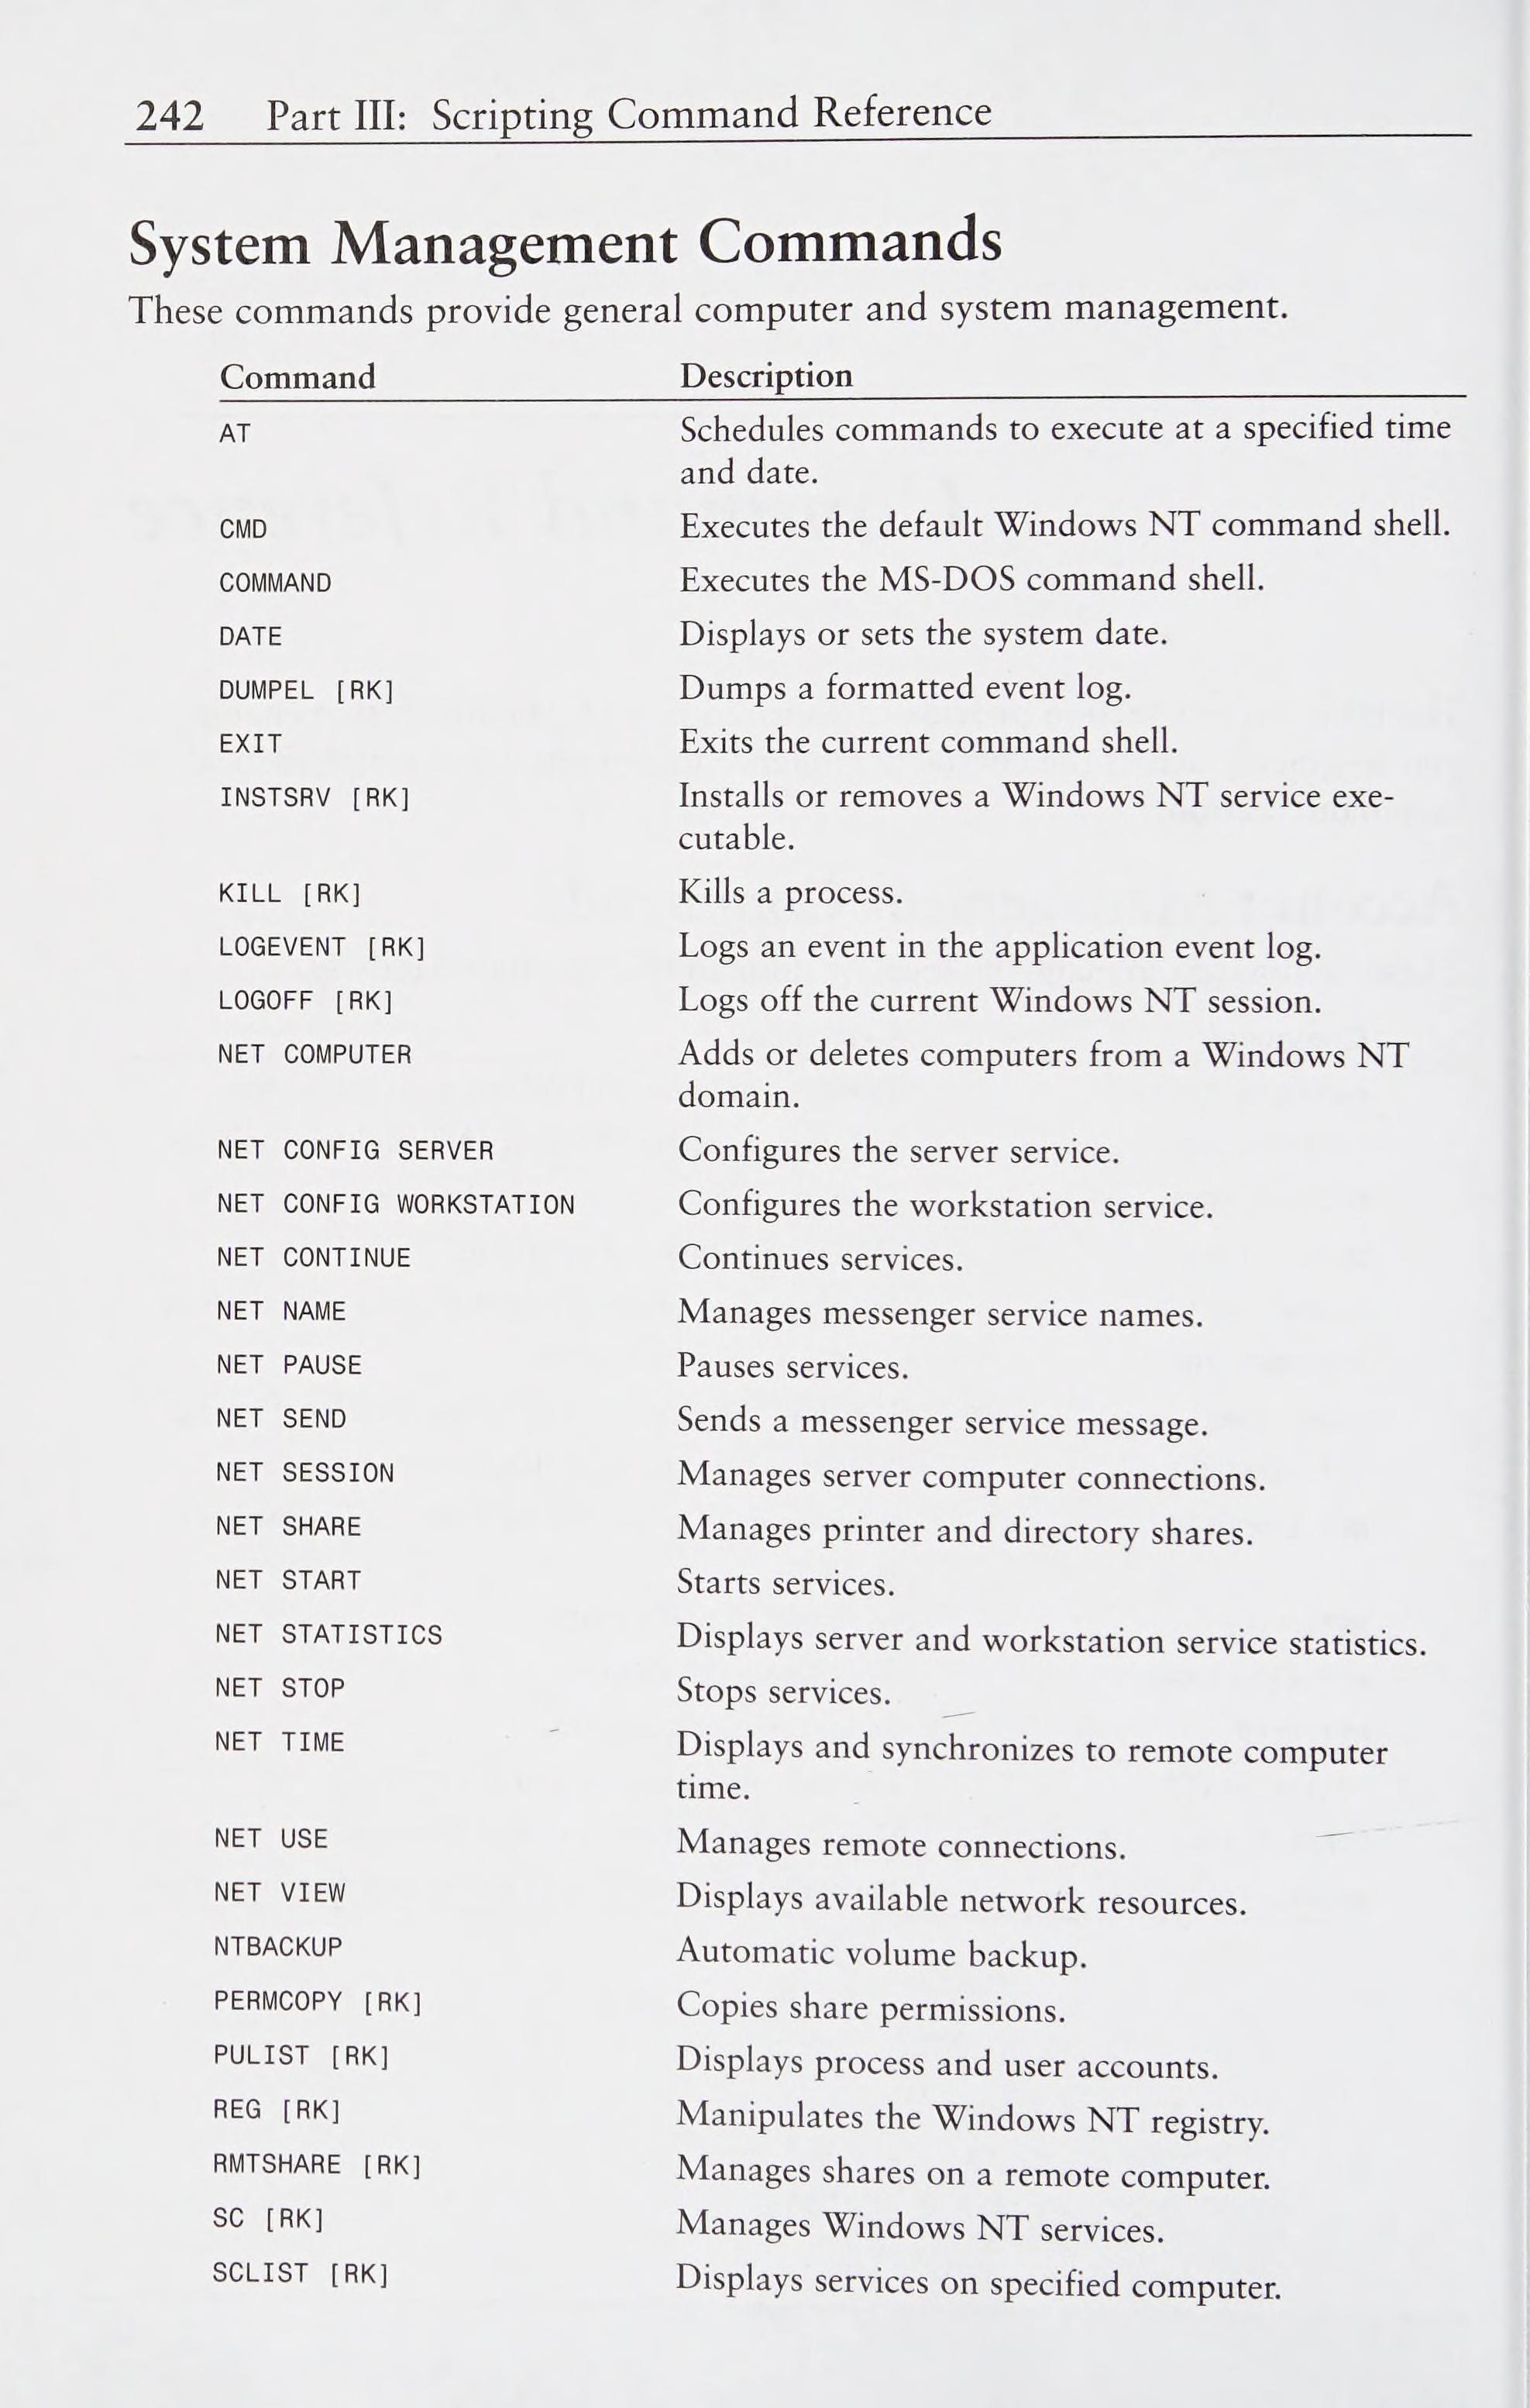 242 Part III: Scripting Command Reference
System Management Commands
These commands provide general computer and system management.
Command Description
AT Schedules commands to execute at a specified time
and date.
CMD Executes the default Windows NT command shell.
COMMAND Executes the MS-DOS command shell.
DATE Displays or sets the system date.
DUMPEL [RK] Dumps a formatted event log.
EXIT Exits the current command shell.
INSTSRV [RK] Installs or removes a Windows NT service exe-
cutable.
KILL [RK] Kills a process.
LOGEVENT [RK] Logs an event in the application event log.
LOGOFF [RK] Logs off the current Windows NT session.
NET COMPUTER Adds or deletes computers from a Windows NT
domain.
NET CONFIG SERVER Configures the server service.
NET CONFIG WORKSTATION Configures the workstation service.
NET CONTINUE Continues services.
NET NAME Manages messenger service names.
NET PAUSE Pauses services.
NET SEND Sends a messenger service message.
NET SESSION Manages server computer connections.
NET SHARE Manages printer and directory shares.
NET START Starts services.
NET STATISTICS Displays server and workstation service statistics.
NET STOP Stops services.
NET TIME Displays and synchronizes to remote computer
time.
NET USE Manages remote connections.
NET VIEW Displays available network resources.
NTBACKUP Automatic volume backup.
PERMCOPY [RK] Copies share permissions.
PULIST [RK] Displays process and user accounts.
REG [RK] Manipulates the Windows NT registry.
RMTSHARE [RK] Manages shares on a remote computer.
SC [RK] Manages Windows NT services.
SCLIST [RK] Displays services on specified computer.